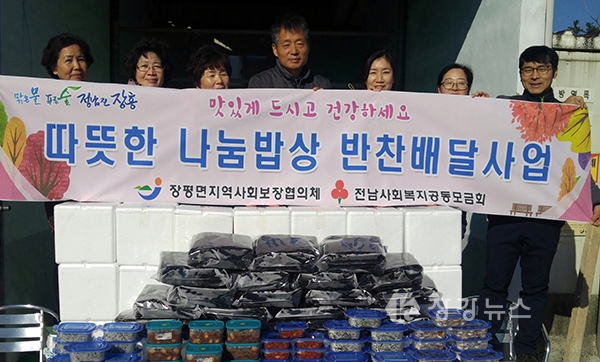 맑은 물 푸른 숲 정남진 장흥
맛있게 드시고 건강하세요
따뜻한 나눔밥상 반찬배달사업
장평면지역사회보장협의체
전남사회복지공동모금회
방역록
장흥뉴스